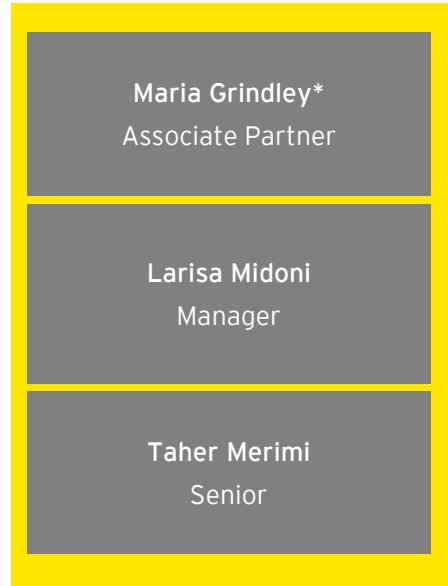 Maria Grindley*
Associate Partner
Larisa Midoni
Manager
Taher Merimi
Senior